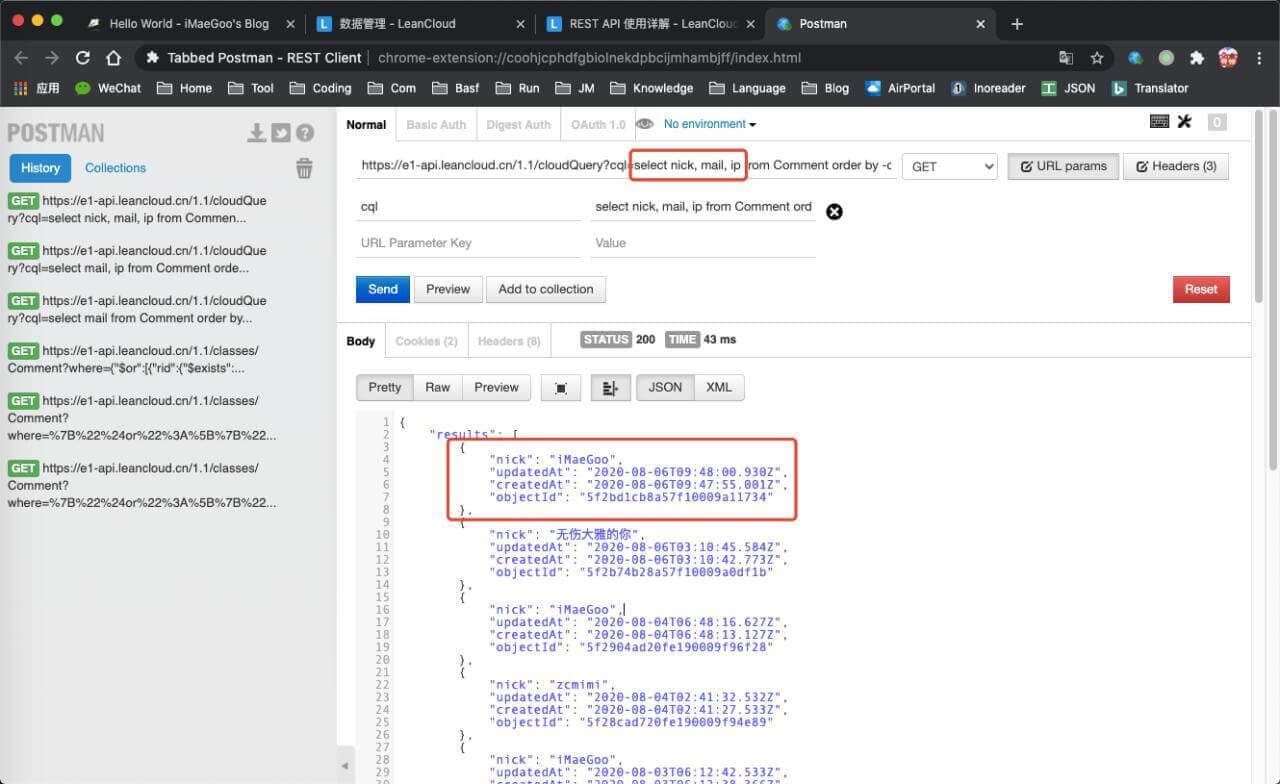 Hello World - iMaeGoo's Blog
数据管理 - LeanCloud
REST API 使用详解 - LeanCloud
Postman
Tabbed Postman - REST Client
chrome-extension://coohjcphdfgbiolnekdpbcijmhambjff/index.html
应用 WeChat Home Tool Coding Com Basf Run JM Knowledge Language Blog AirPortal Inoreader JSON Translator
POSTMAN
History Collections
GET https://e1-api.leancloud.cn/1.1/cloudQue
ry?cql=select nick, mail, ip from Commen...
GET https://e1-api.leancloud.cn/1.1/cloudQue
ry?cql=select mail, ip from Comment orde...
GET https://e1-api.leancloud.cn/1.1/cloudQue
ry?cql=select mail from Comment order by...
GET https://e1-api.leancloud.cn/1.1/classes/
Comment?where={"$or":[{"rid":{"$exists":...
GET https://e1-api.leancloud.cn/1.1/classes/
Comment?
where=%7B%22%24or%22%3A%5B%7B%22...
GET https://e1-api.leancloud.cn/1.1/classes/
Comment?
where=%7B%22%24or%22%3A%5B%7B%22...
Normal Basic Auth Digest Auth OAuth 1.0 No environment 0
https://e1-api.leancloud.cn/1.1/cloudQuery?cql=select nick, mail, ip from Comment order by -c GET URL params Headers (3)
cql select nick, mail, ip from Comment ord
URL Parameter Key Value
Send Preview Add to collection Reset
Body Cookies (2) Headers (8) STATUS 200 TIME 43 ms
Pretty Raw Preview JSON XML
1 {
2 "results": [
3 {
4 "nick": "iMaeGoo",
5 "updatedAt": "2020-08-06T09:48:00.930Z",
6 "createdAt": "2020-08-06T09:47:55.001Z",
7 "objectId": "5f2bd1cb8a57f10009a11734"
8 },
9 {
10 "nick": "无伤大雅的你",
11 "updatedAt": "2020-08-06T03:10:45.584Z",
12 "createdAt": "2020-08-06T03:10:42.773Z",
13 "objectId": "5f2b74b28a57f10009a0df1b"
14 },
15 {
16 "nick": "iMaeGoo",
17 "updatedAt": "2020-08-04T06:48:16.627Z",
18 "createdAt": "2020-08-04T06:48:13.127Z",
19 "objectId": "5f2904ad20fe190009f96f28"
20 },
21 {
22 "nick": "zcmimi",
23 "updatedAt": "2020-08-04T02:41:32.532Z",
24 "createdAt": "2020-08-04T02:41:27.533Z",
25 "objectId": "5f28cad720fe190009f94e89"
26 },
27 {
28 "nick": "iMaeGoo",
29 "updatedAt": "2020-08-03T06:12:42.533Z",